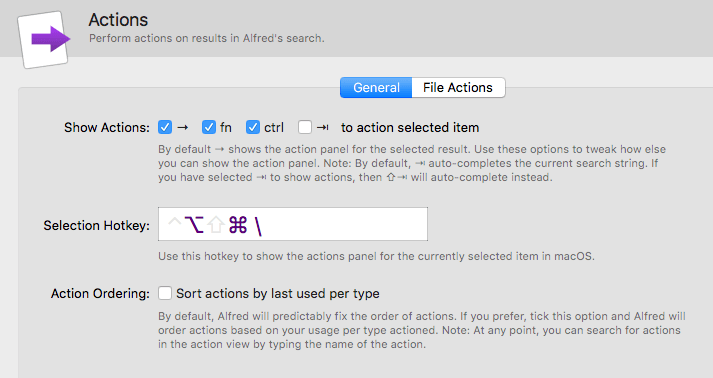 Actions
Perform actions on results in Alfred's search.
General File Actions
Show Actions: → fn ctrl ⇥ to action selected item
By default → shows the action panel for the selected result. Use these options to tweak how else
you can show the action panel. Note: By default, ⇥ auto-completes the current search string. If
you have selected ⇥ to show actions, then ⇧⇥ will auto-complete instead.
Selection Hotkey: ^⌥⇧⌘ \
Use this hotkey to show the actions panel for the currently selected item in macOS.
Action Ordering: Sort actions by last used per type
By default, Alfred will predictably fix the order of actions. If you prefer, tick this option and Alfred will
order actions based on your usage per type actioned. Note: At any point, you can search for actions
in the action view by typing the name of the action.